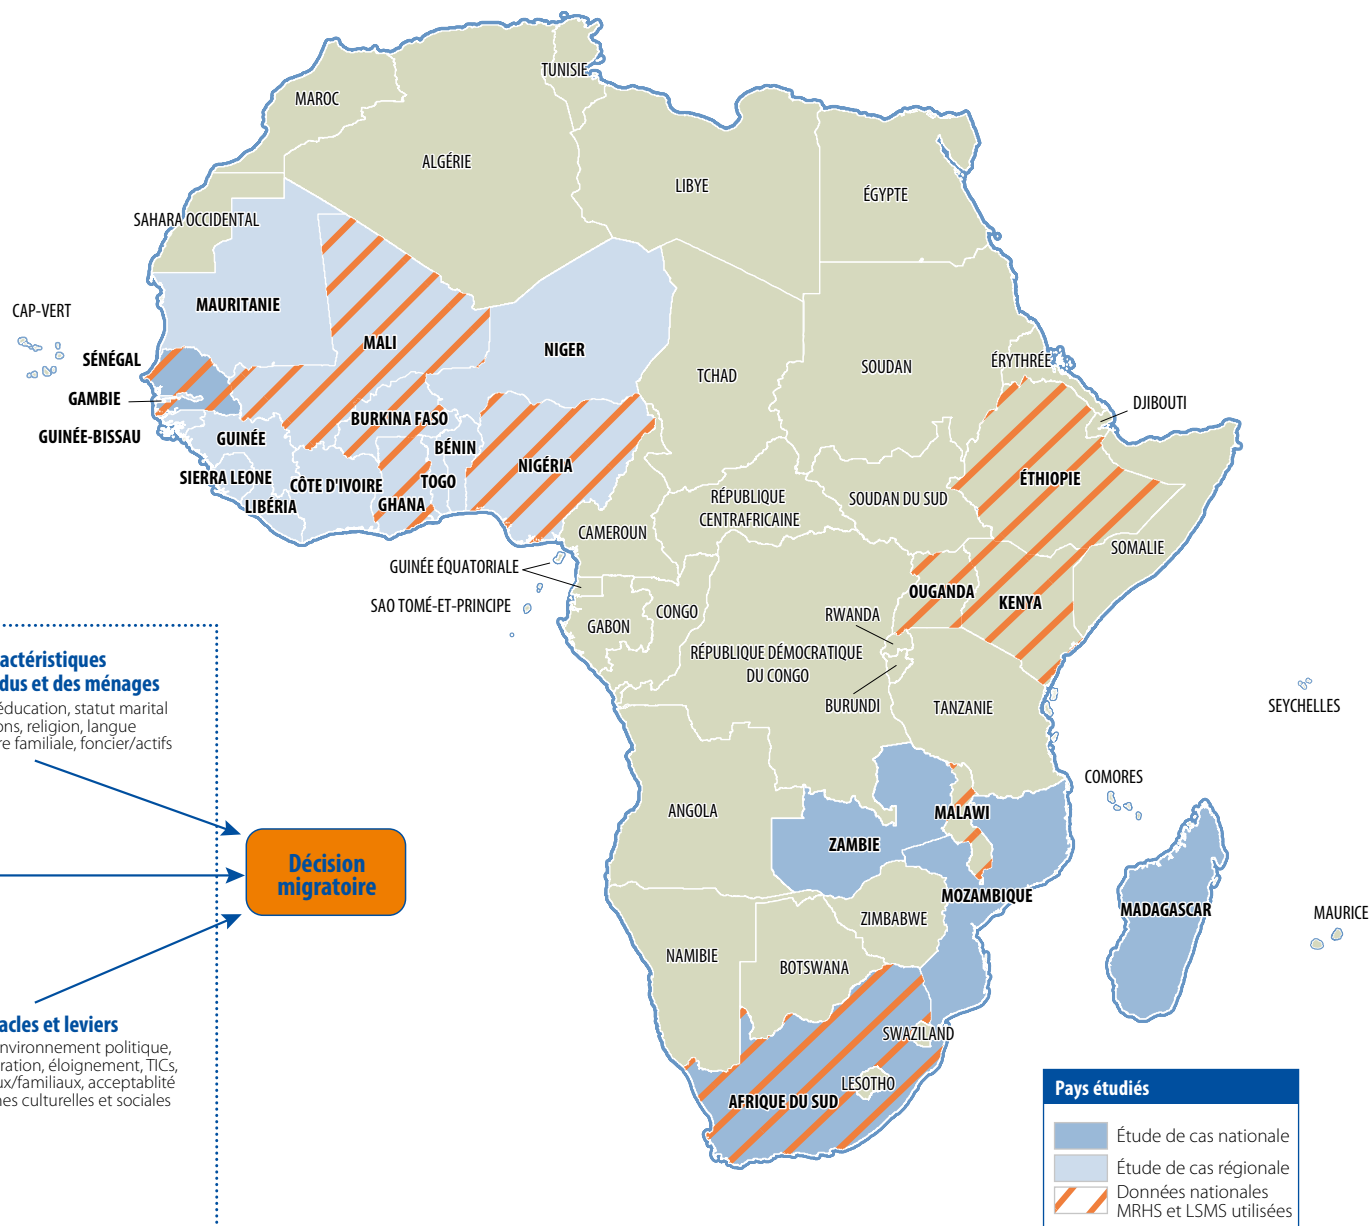 TUNISIE
MAROC
ALGÉRIE
LIBYE
ÉGYPTE
SAHARA OCCIDENTAL
CAP-VERT
MAURITANIE
MALI
NIGER
TCHAD
SOUDAN
ÉRYTHRÉE
SÉNÉGAL
GAMBIE
DJIBOUTI
BURKINA FASO
GUINÉE-BISSAU
GUINÉE
BÉNIN
NIGÉRIA
SIERRA LEONE
CÔTE D'IVOIRE
TOGO
ÉTHIOPIE
LIBÉRIA
GHANA
RÉPUBLIQUE
CENTRAFRICAINE
SOUDAN DU SUD
CAMEROUN
SOMALIE
GUINÉE ÉQUATORIALE
OUGANDA
KENYA
SAO TOMÉ-ET-PRINCIPE
CONGO
GABON
RWANDA
RÉPUBLIQUE DÉMOCRATIQUE
DU CONGO
BURUNDI
TANZANIE
SEYCHELLES
COMORES
ANGOLA
MALAWI
ZAMBIE
MOZAMBIQUE
MADAGASCAR
MAURICE
ZIMBABWE
NAMIBIE
BOTSWANA
SWAZILAND
LESOTHO
AFRIQUE DU SUD
actéristiques
dus et des ménages
éducation, statut marital
ons, religion, langue
re familiale, foncier/actifs
Décision
migratoire
acles et leviers
nvironnement politique,
ration, éloignement, TICs,
ux/familiaux, acceptablité
nes culturelles et sociales
Pays étudiés
Étude de cas nationale
Étude de cas régionale
Données nationales
MRHS et LSMS utilisées